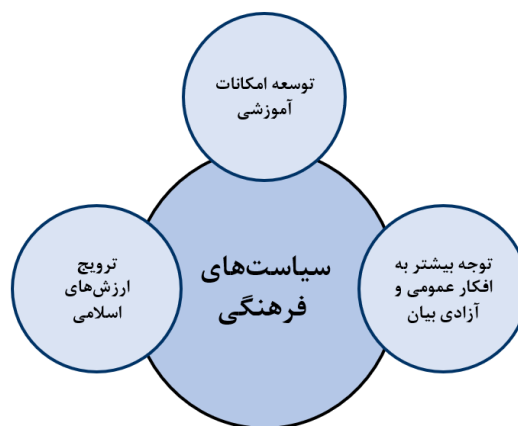 توسعه امکانات
آموزشی
سیاست‌های
فرهنگی
توجه بیشتر به
افکار عمومی و
آزادی بیان
ترویج
ارزش‌های
اسلامی